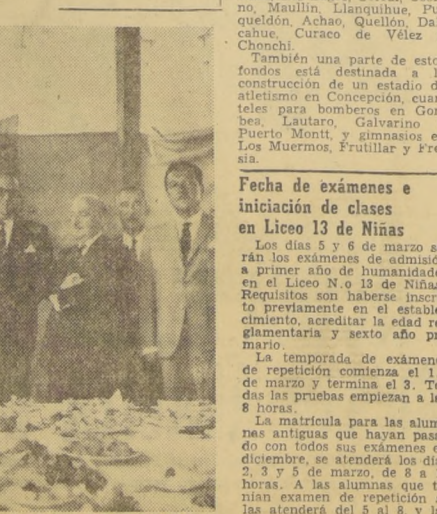 no, Maullín, Llanquihue, Pu
queldón, Achao, Quellón, Da
cahue, Curaco de Vélez
Chonchi.
También una parte de esto
fondos está destinada a l
construcción de un estadio d
atletismo en Concepción, cuar
teles para bomberos en Gor
bea, Lautaro, Galvarino
Puerto Montt, y gimnasios e
Los Muermos, Frutillar y Fre
sia.
Fecha de exámenes e
iniciación de clases
en Liceo 13 de Niñas
Los días 5 y 6 de marzo s
rán los exámenes de admisió
a primer año de humanidade
en el Liceo N.o 13 de Niñas
Requisitos son haberse inscri
to previamente en el estable
cimiento, acreditar la edad re
glamentaria y sexto año pr
mario.
La temporada de exámene
de repetición comienza el 1
de marzo y termina el 3. To
das las pruebas empiezan a la
8 horas.
La matrícula para las alum
nas antiguas que hayan pasa
do con todos sus exámenes e
diciembre, se atenderá los día
2, 3 y 5 de marzo, de 8 a
horas. A las alumnas que t
nían examen de repetición
las atenderá del 5 al 8, y l